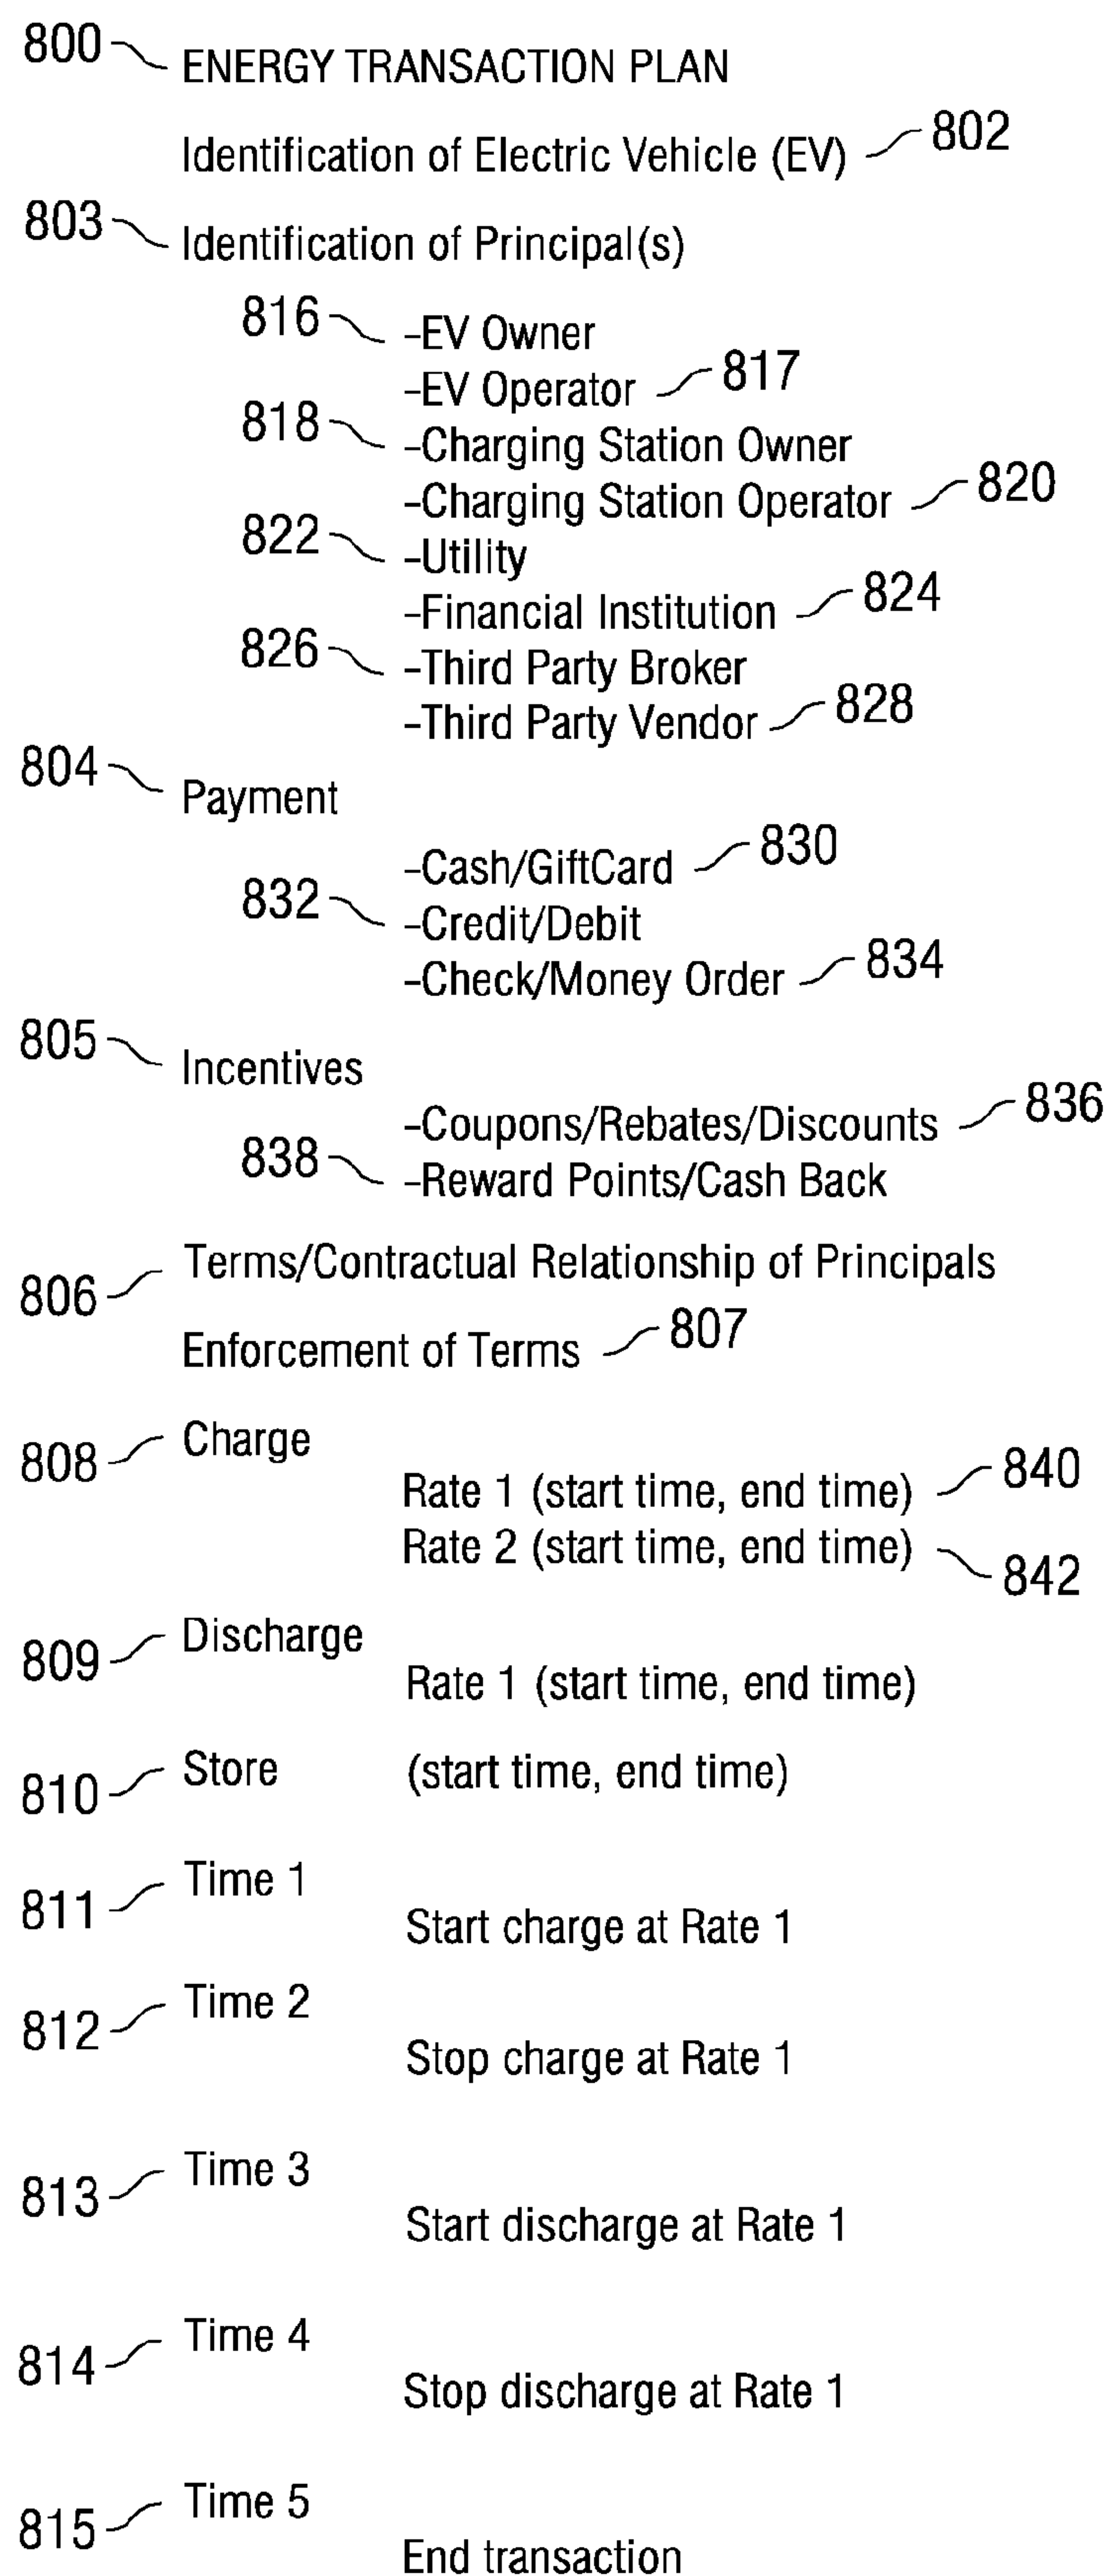 800 ENERGY TRANSACTION PLAN
Identification of Electric Vehicle (EV) 802
803 Identification of Principal(s)
816 -EV Owner
-EV Operator 817
818 -Charging Station Owner
-Charging Station Operator 820
822 -Utility
-Financial Institution 824
826 -Third Party Broker
-Third Party Vendor 828
804 Payment
-Cash/GiftCard 830
832 -Credit/Debit
-Check/Money Order 834
805 Incentives
-Coupons/Rebates/Discounts 836
838 -Reward Points/Cash Back
806 Terms/Contractual Relationship of Principals
Enforcement of Terms 807
808 Charge
Rate 1 (start time, end time) 840
Rate 2 (start time, end time) 842
809 Discharge
Rate 1 (start time, end time)
810 Store (start time, end time)
811 Time 1
Start charge at Rate 1
812 Time 2
Stop charge at Rate 1
813 Time 3
Start discharge at Rate 1
814 Time 4
Stop discharge at Rate 1
815 Time 5
End transaction